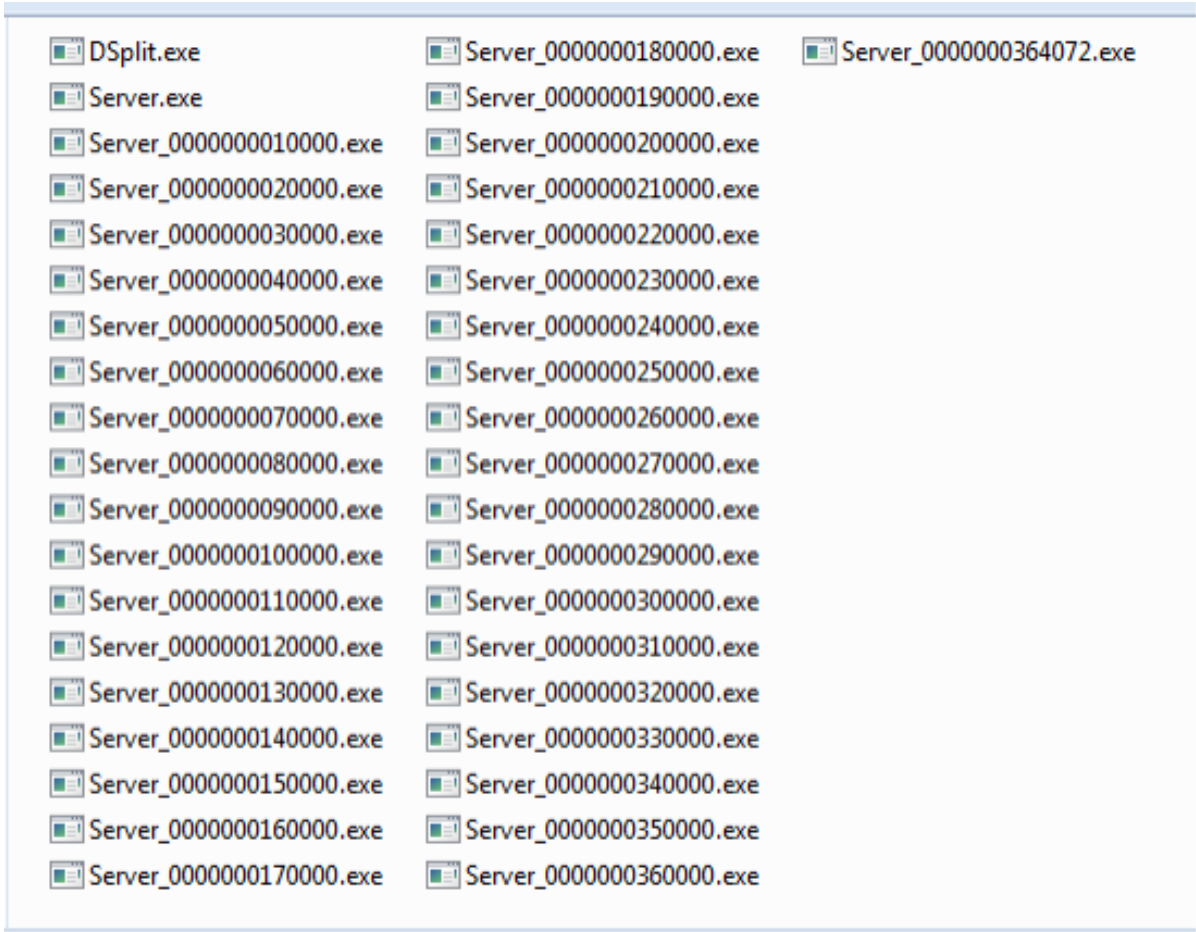 DSplit.exe
Server.exe
Server_0000000010000.exe
Server_0000000020000.exe
Server_0000000030000.exe
Server_0000000040000.exe
Server_0000000050000.exe
Server_0000000060000.exe
Server_0000000070000.exe
Server_0000000080000.exe
Server_0000000090000.exe
Server_0000000100000.exe
Server_0000000110000.exe
Server_0000000120000.exe
Server_0000000130000.exe
Server_0000000140000.exe
Server_0000000150000.exe
Server_0000000160000.exe
Server_0000000170000.exe
Server_0000000180000.exe
Server_0000000190000.exe
Server_0000000200000.exe
Server_0000000210000.exe
Server_0000000220000.exe
Server_0000000230000.exe
Server_0000000240000.exe
Server_0000000250000.exe
Server_0000000260000.exe
Server_0000000270000.exe
Server_0000000280000.exe
Server_0000000290000.exe
Server_0000000300000.exe
Server_0000000310000.exe
Server_0000000320000.exe
Server_0000000330000.exe
Server_0000000340000.exe
Server_0000000350000.exe
Server_0000000360000.exe
Server_0000000364072.exe